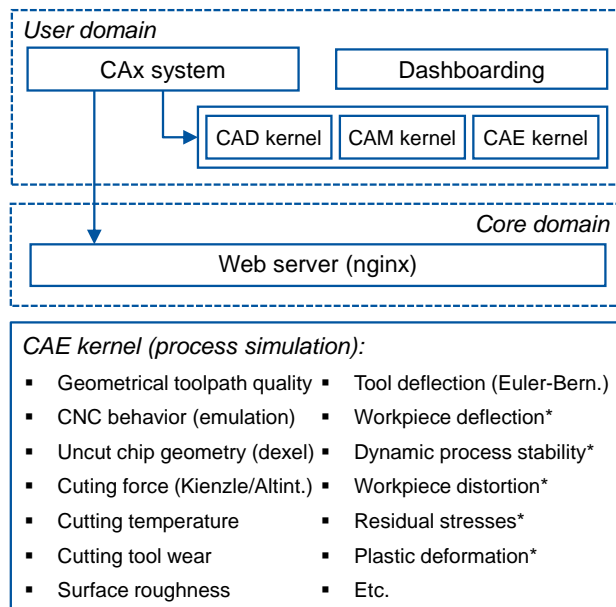 User domain
CAx system
Dashboarding
CAD kernel
CAM kernel
CAE kernel
Core domain
Web server (nginx)
CAE kernel (process simulation):
▪ Geometrical toolpath quality
▪ CNC behavior (emulation)
▪ Uncut chip geometry (dexel)
▪ Cuting force (Kienzle/Altint.)
▪ Cutting temperature
▪ Cutting tool wear
▪ Surface roughness
▪ Tool deflection (Euler-Bern.)
▪ Workpiece deflection*
▪ Dynamic process stability*
▪ Workpiece distortion*
▪ Residual stresses*
▪ Plastic deformation*
▪ Etc.